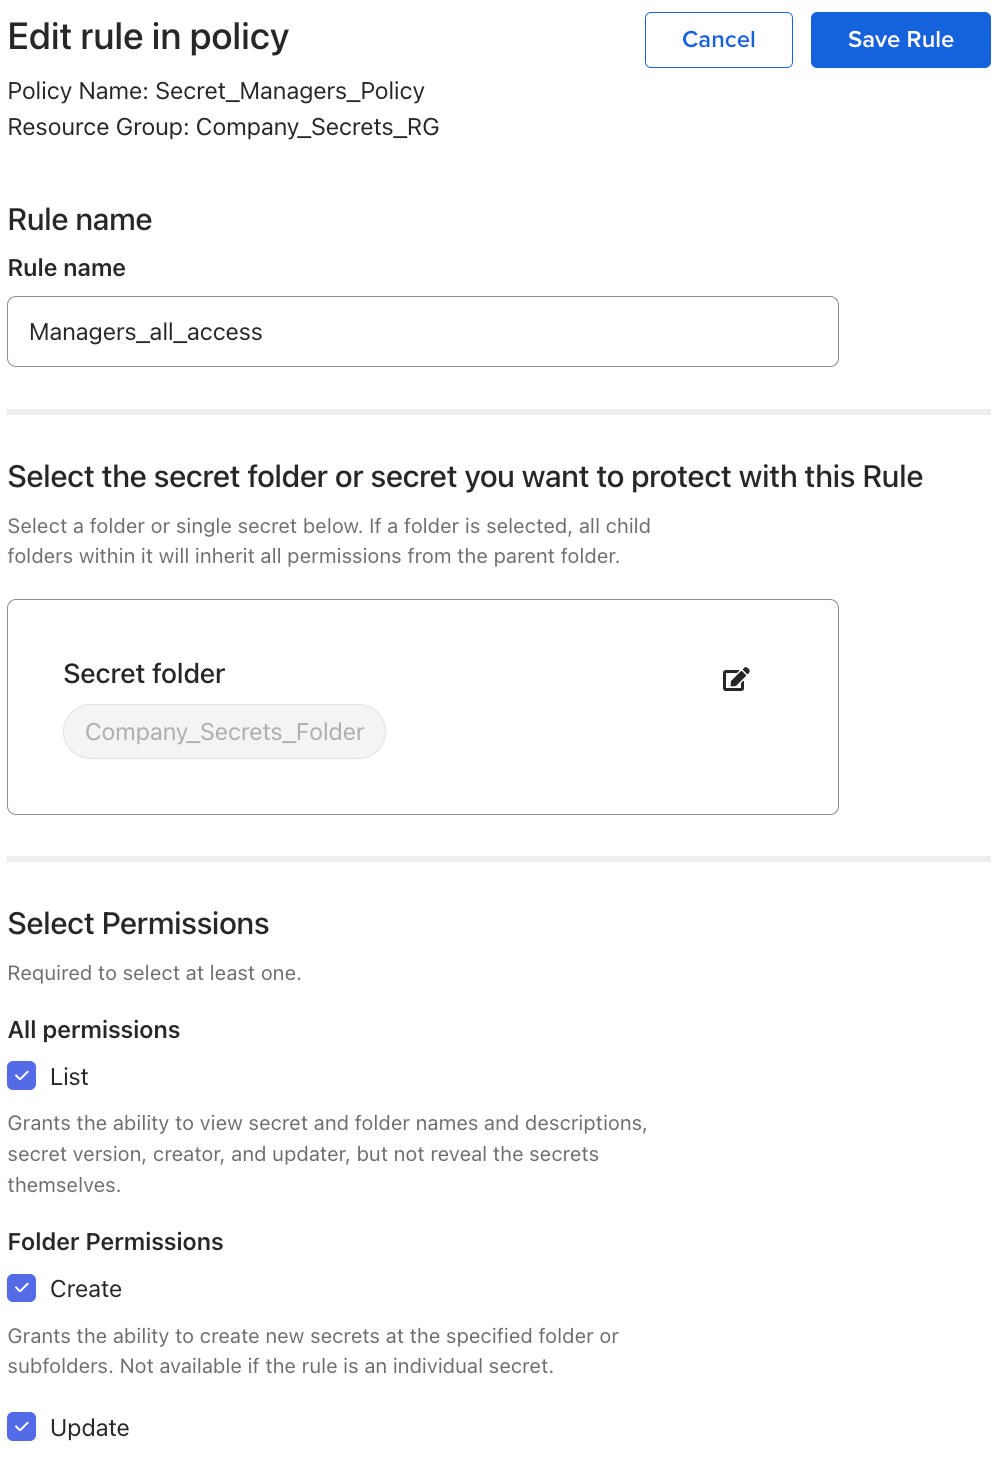 Edit rule in policy
Cancel
Save Rule
Policy Name: Secret_Managers_Policy
Resource Group: Company_Secrets_RG
Rule name
Rule name
Managers_all_access
Select the secret folder or secret you want to protect with this Rule
Select a folder or single secret below. If a folder is selected, all child
folders within it will inherit all permissions from the parent folder.
Secret folder
Company_Secrets_Folder
Select Permissions
Required to select at least one.
All permissions
List
Grants the ability to view secret and folder names and descriptions,
secret version, creator, and updater, but not reveal the secrets
themselves.
Folder Permissions
Create
Grants the ability to create new secrets at the specified folder or
subfolders. Not available if the rule is an individual secret.
Update